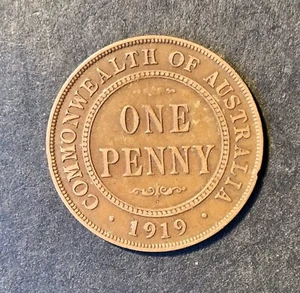 COMMONWEALTH OF AUSTRALIA
ONE
PENNY
· 1919 ·